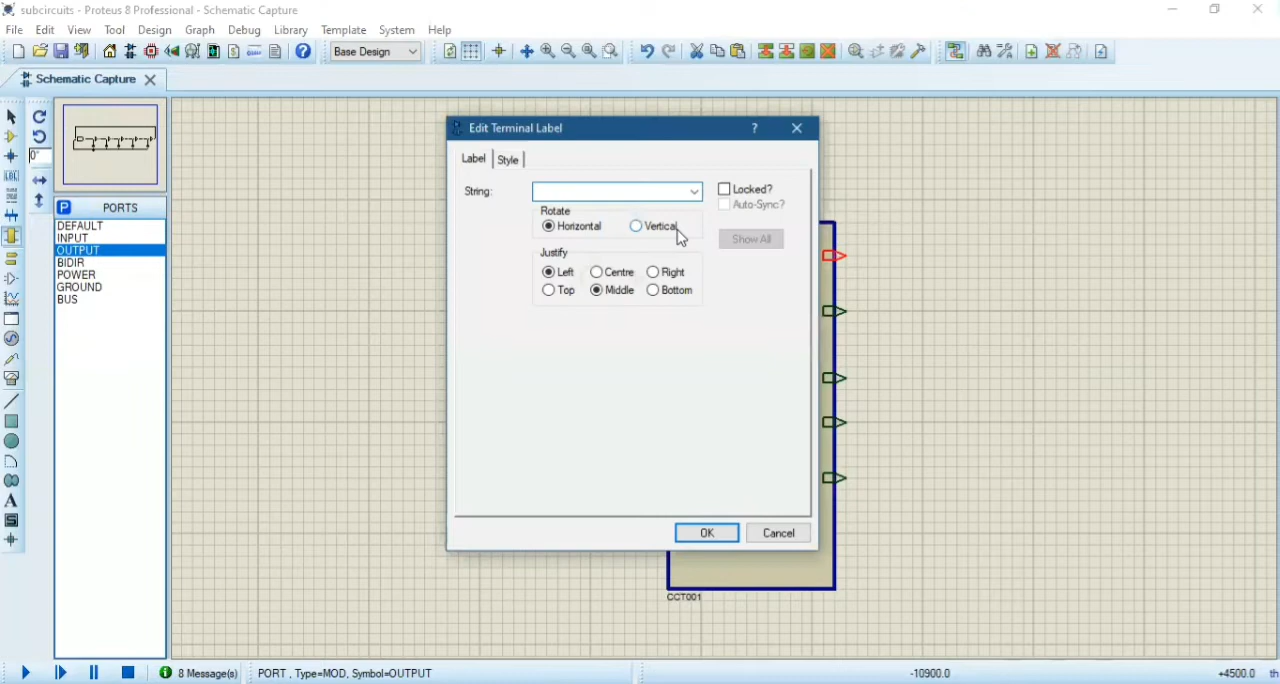 subcircuits - Proteus 8 Professional - Schematic Capture
File Edit View Tool Design Graph Debug Library Template System Help
Base Design
Schematic Capture
0°
PORTS
DEFAULT
INPUT
OUTPUT
BIDIR
POWER
GROUND
BUS
Edit Terminal Label
Label Style
String:
Locked?
Auto-Sync?
Rotate
Horizontal Vertical
Show All
Justify
Left Centre Right
Top Middle Bottom
OK Cancel
CCT001
8 Message(s) PORT , Type=MOD, Symbol=OUTPUT -10900.0 +4500.0 th